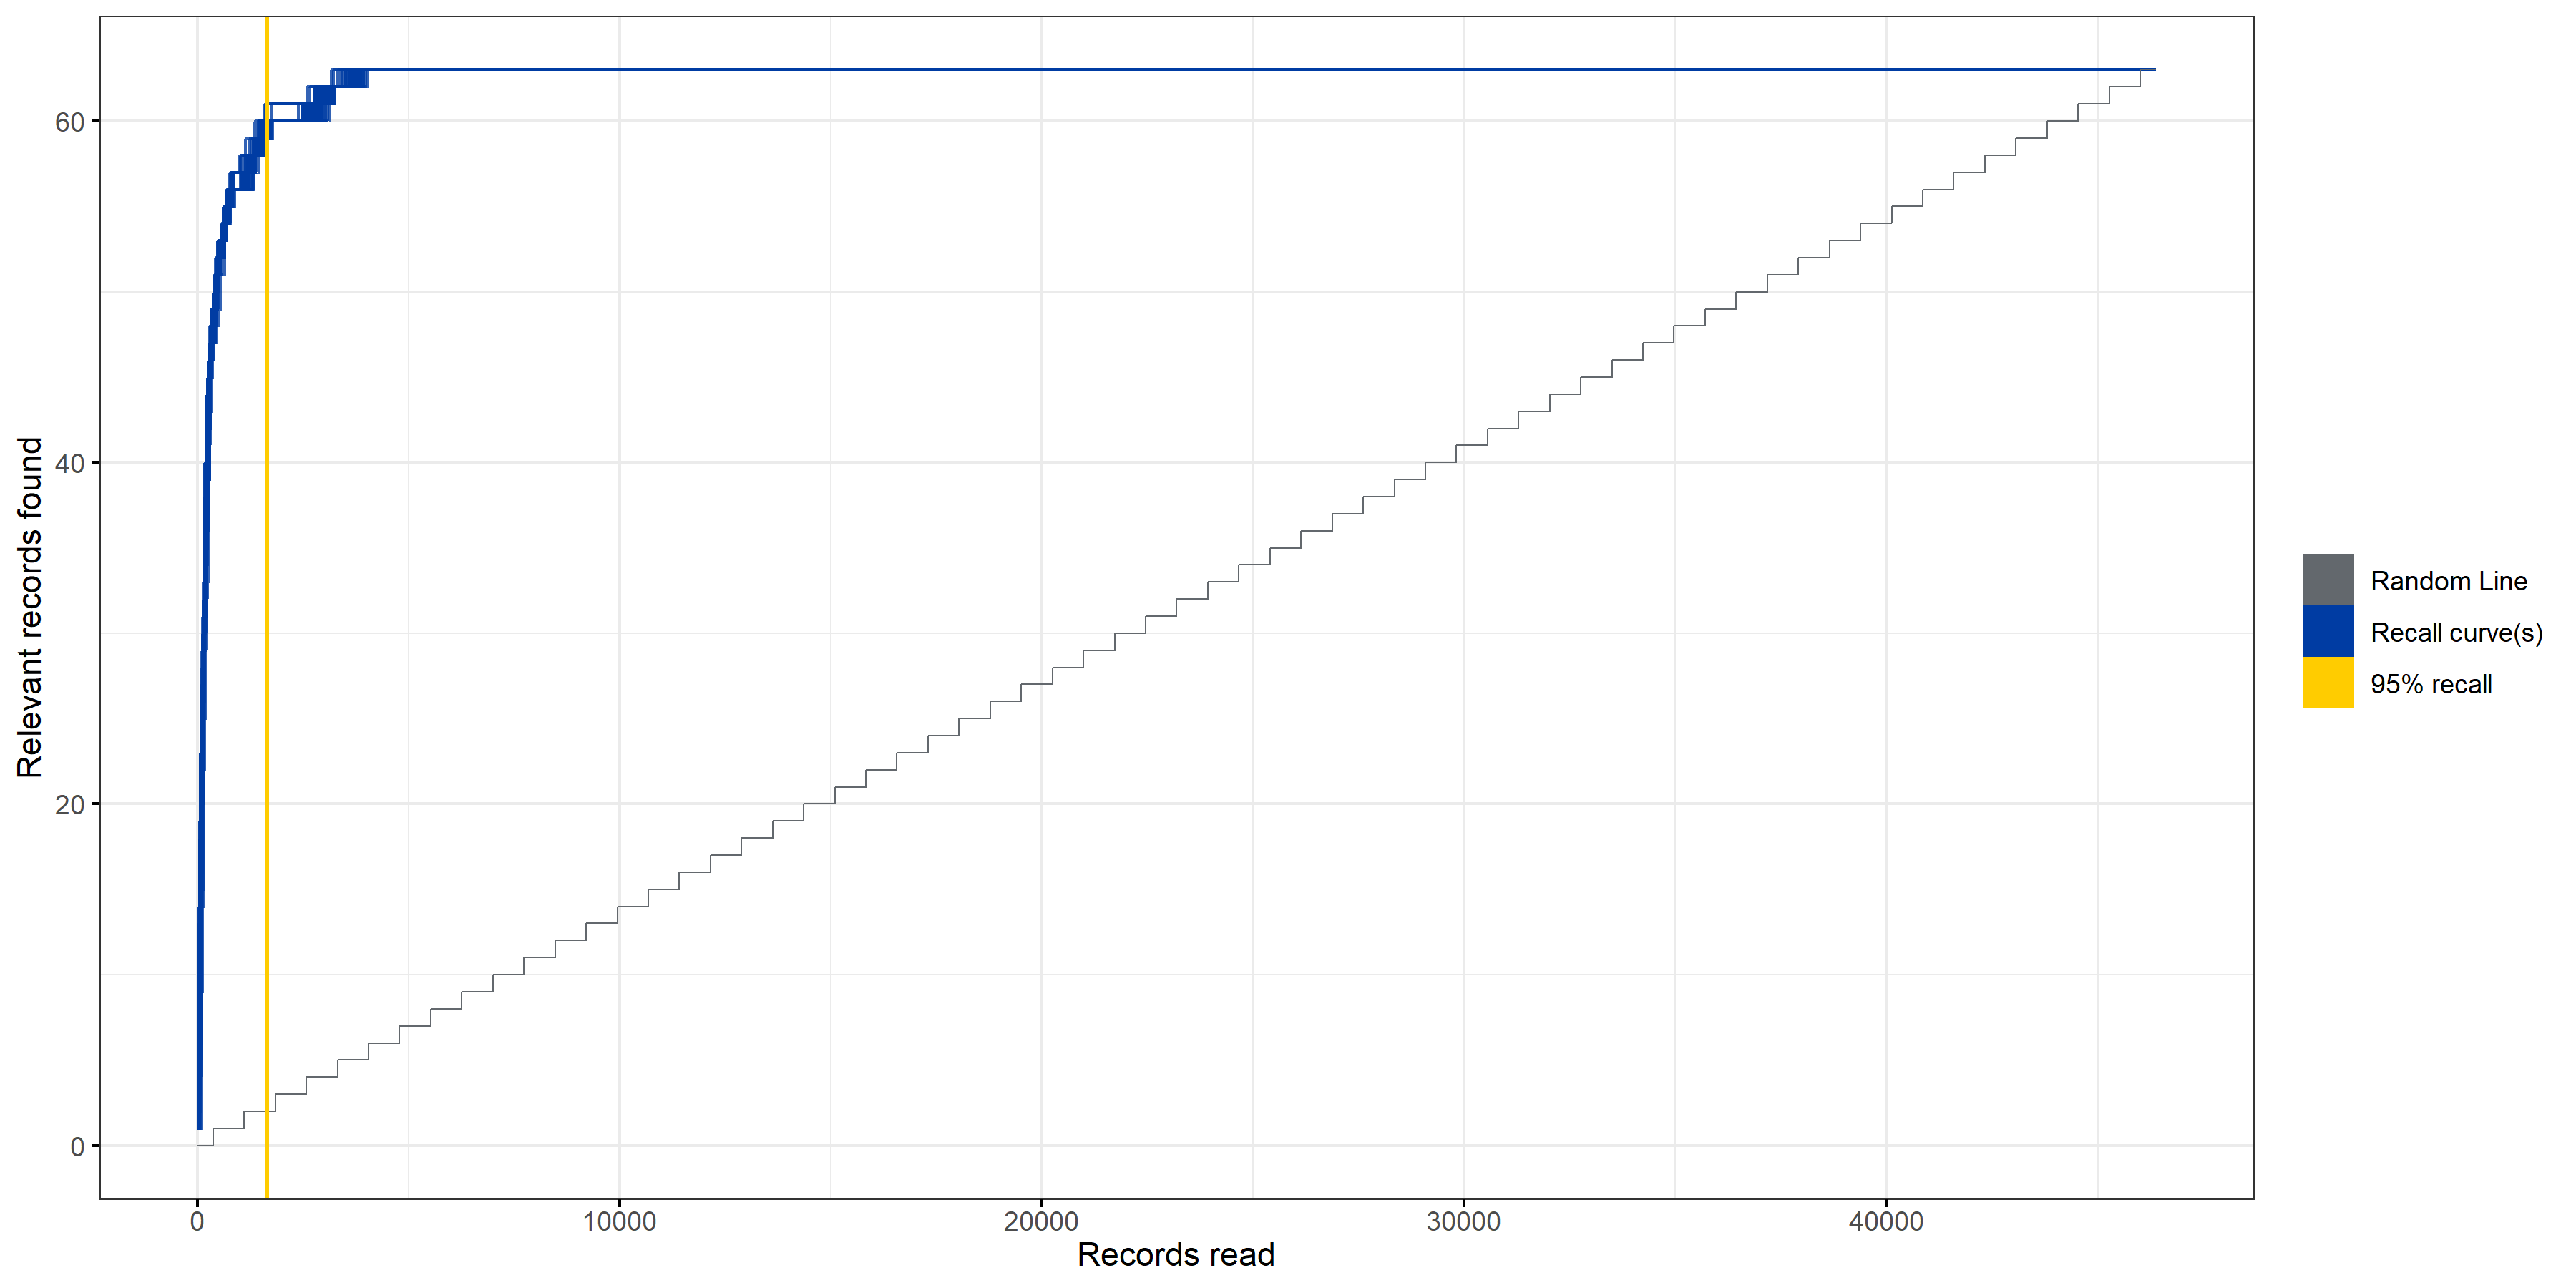 Relevant records found
60
40
20
0
0 10000 20000 30000 40000
Records read
Random Line
Recall curve(s)
95% recall